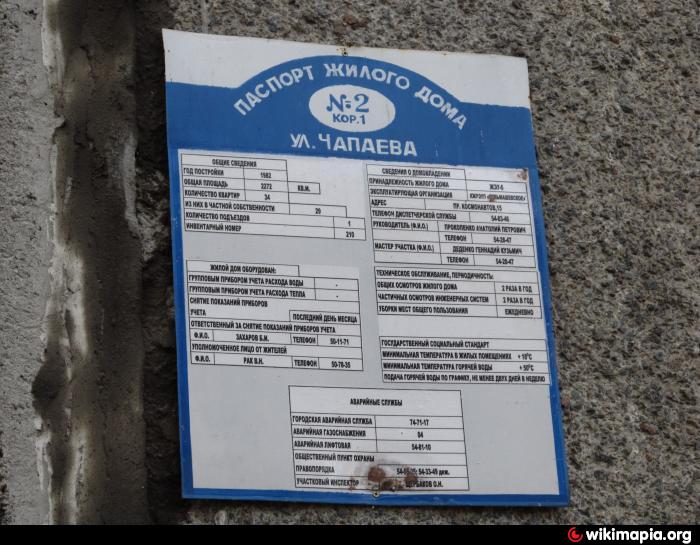 ПАСПОРТ ЖИЛОГО ДОМА
№2
КОР.1
УЛ. ЧАПАЕВА
ОБЩИЕ СВЕДЕНИЯ
ГОД ПОСТРОЙКИ 1982
ОБЩАЯ ПЛОЩАДЬ 2272 КВ.М.
КОЛИЧЕСТВО КВАРТИР 34
ИЗ НИХ В ЧАСТНОЙ СОБСТВЕННОСТИ 29
КОЛИЧЕСТВО ПОДЪЕЗДОВ 1
ИНВЕНТАРНЫЙ НОМЕР 210
СВЕДЕНИЯ О ДОМОВЛАДЕНИИ
ПРИНАДЛЕЖНОСТЬ ЖИЛОГО ДОМА ЖЭУ-6
ЭКСПЛУАТИРУЮЩАЯ ОРГАНИЗАЦИЯ
АДРЕС ПР. КОСМОНАВТОВ,15
ТЕЛЕФОН ДИСПЕТЧЕРСКОЙ СЛУЖБЫ 54-83-46
РУКОВОДИТЕЛЬ (Ф.И.О.) ПРОКОПЕНКО АНАТОЛИЙ ПЕТРОВИЧ
ТЕЛЕФОН 54-28-47
МАСТЕР УЧАСТКА (Ф.И.О.) ДЕДЕНКО ГЕННАДИЙ КУЗЬМИЧ
ТЕЛЕФОН 54-28-47
ЖИЛОЙ ДОМ ОБОРУДОВАН:
ГРУППОВЫМ ПРИБОРОМ УЧЕТА РАСХОДА ВОДЫ -
ГРУППОВЫМ ПРИБОРОМ УЧЕТА РАСХОДА ТЕПЛА -
СНЯТИЕ ПОКАЗАНИЙ ПРИБОРОВ
УЧЕТА ПОСЛЕДНИЙ ДЕНЬ МЕСЯЦА
ОТВЕТСТВЕННЫЙ ЗА СНЯТИЕ ПОКАЗАНИЙ ПРИБОРОВ УЧЕТА
Ф.И.О. ЗАХАРОВ Б.М. ТЕЛЕФОН 50-11-71
УПОЛНОМОЧЕННОЕ ЛИЦО ОТ ЖИТЕЛЕЙ
Ф.И.О. РАК В.Н. ТЕЛЕФОН 50-78-35
ТЕХНИЧЕСКОЕ ОБСЛУЖИВАНИЕ, ПЕРИОДИЧНОСТЬ:
ОБЩИХ ОСМОТРОВ ЖИЛОГО ДОМА 2 РАЗА В ГОД
ЧАСТИЧНЫХ ОСМОТРОВ ИНЖЕНЕРНЫХ СИСТЕМ 2 РАЗА В ГОД
УБОРКИ МЕСТ ОБЩЕГО ПОЛЬЗОВАНИЯ ЕЖЕДНЕВНО
ГОСУДАРСТВЕННЫЙ СОЦИАЛЬНЫЙ СТАНДАРТ
МИНИМАЛЬНАЯ ТЕМПЕРАТУРА В ЖИЛЫХ ПОМЕЩЕНИЯХ + 18°С
МИНИМАЛЬНАЯ ТЕМПЕРАТУРА ГОРЯЧЕЙ ВОДЫ + 50°С
ПОДАЧА ГОРЯЧЕЙ ВОДЫ ПО ГРАФИКУ, НЕ МЕНЕЕ ДВУХ ДНЕЙ В НЕДЕЛЮ
АВАРИЙНЫЕ СЛУЖБЫ
ГОРОДСКАЯ АВАРИЙНАЯ СЛУЖБА 74-71-17
АВАРИЙНАЯ ГАЗОСНАБЖЕНИЯ 04
АВАРИЙНАЯ ЛИФТОВАЯ 54-81-10
ОБЩЕСТВЕННЫЙ ПУНКТ ОХРАНЫ
ПРАВОПОРЯДКА 54-33-49 деж.
УЧАСТКОВЫЙ ИНСПЕКТОР ЩЕРБАКОВ О.Н.
wikimapia.org